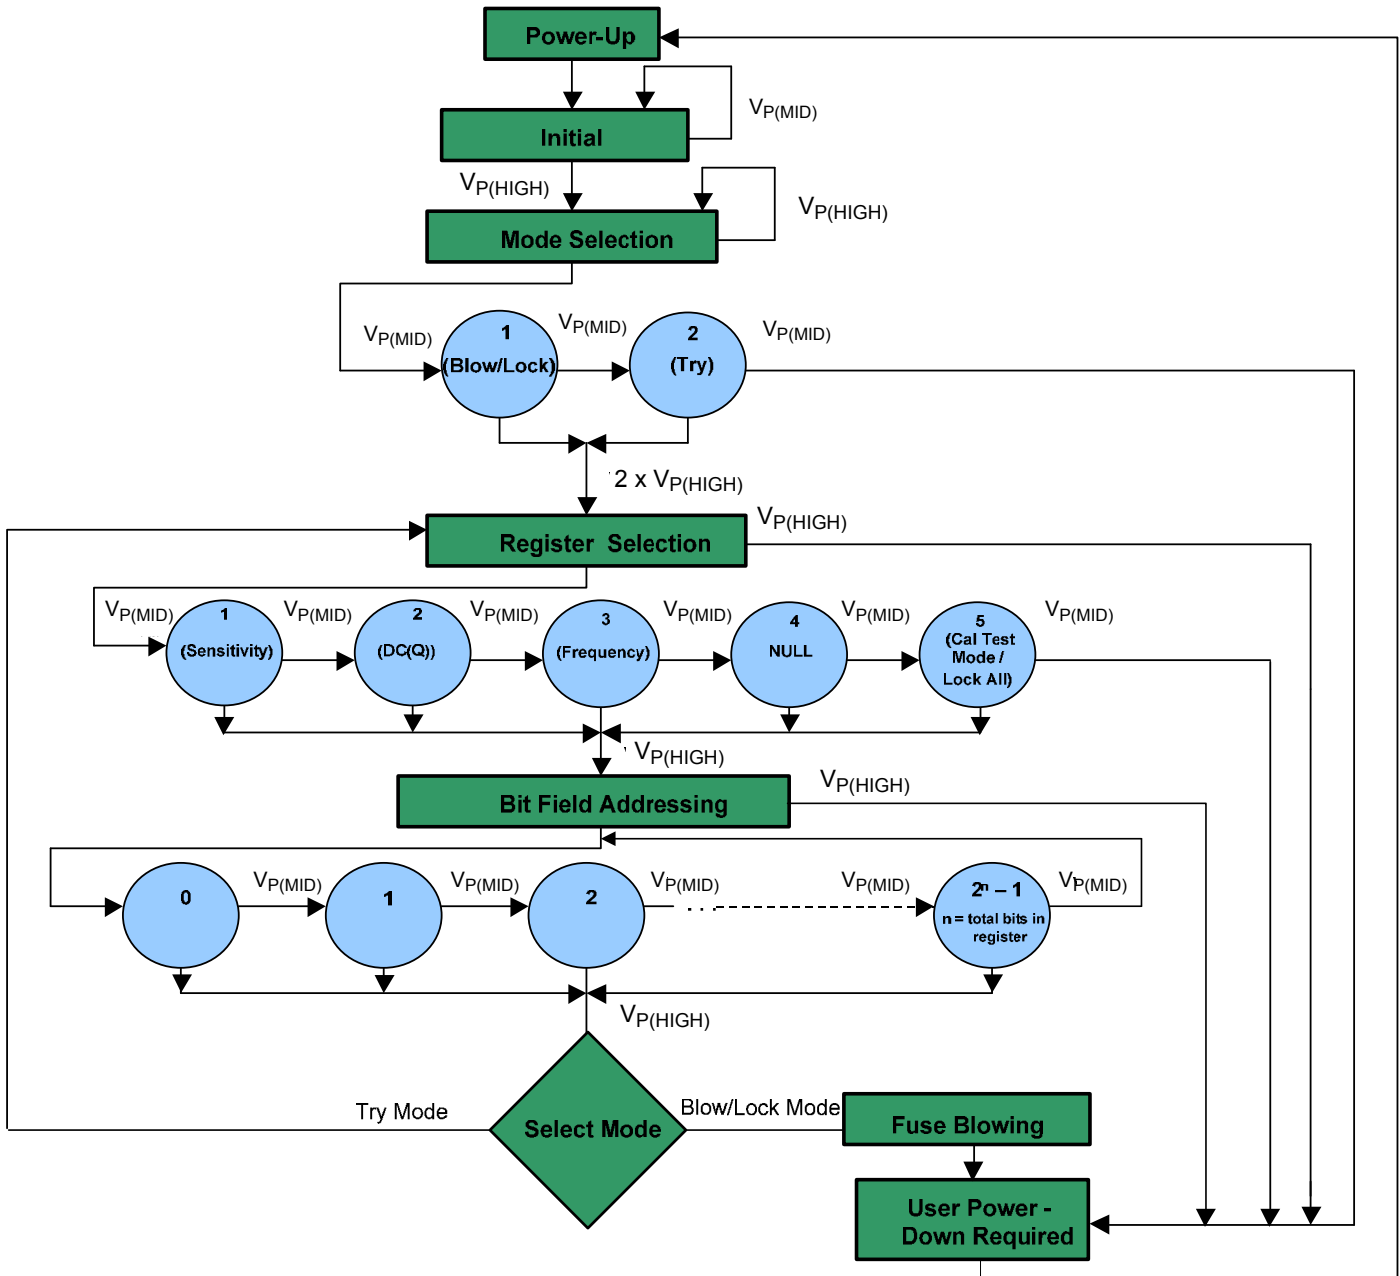 Power-Up
VP(MID)
Initial
VP(HIGH)
VP(HIGH)
Mode Selection
VP(MID)
1
(Blow/Lock)
VP(MID)
2
(Try)
VP(MID)
2 x VP(HIGH)
VP(HIGH)
Register Selection
VP(MID)
1
(Sensitivity)
VP(MID)
2
(DC(Q))
VP(MID)
3
(Frequency)
VP(MID)
4
NULL
VP(MID)
5
(Cal Test
Mode /
Lock All)
VP(MID)
VP(HIGH)
VP(HIGH)
Bit Field Addressing
0
VP(MID)
1
VP(MID)
2
VP(MID)
. . .
VP(MID)
2ⁿ – 1
n = total bits in
register
VP(MID)
VP(HIGH)
Try Mode
Select Mode
Blow/Lock Mode
Fuse Blowing
User Power -
Down Required